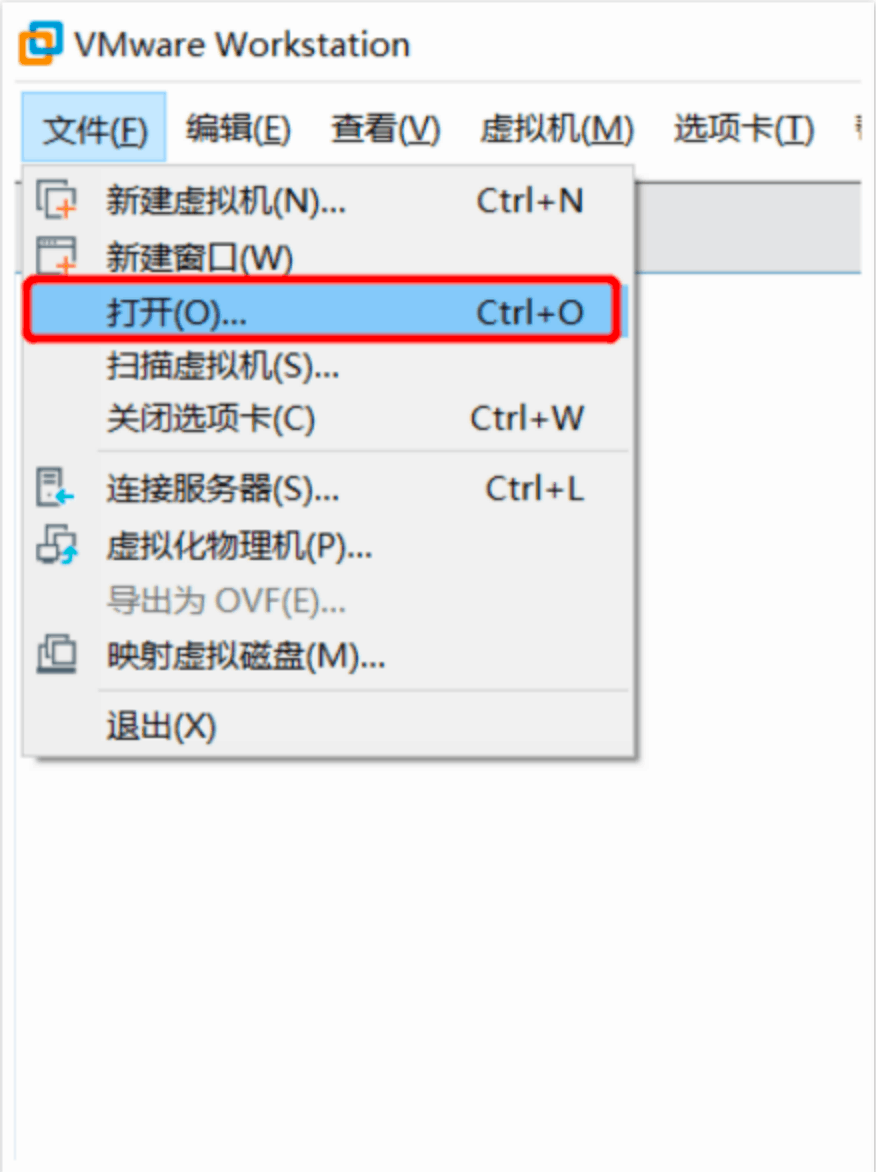 VMware Workstation
文件(F) 编辑(E) 查看(V) 虚拟机(M) 选项卡(T)
新建虚拟机(N)... Ctrl+N
新建窗口(W)
打开(O)... Ctrl+O
扫描虚拟机(S)...
关闭选项卡(C) Ctrl+W
连接服务器(S)... Ctrl+L
虚拟化物理机(P)...
导出为 OVF(E)...
映射虚拟磁盘(M)...
退出(X)